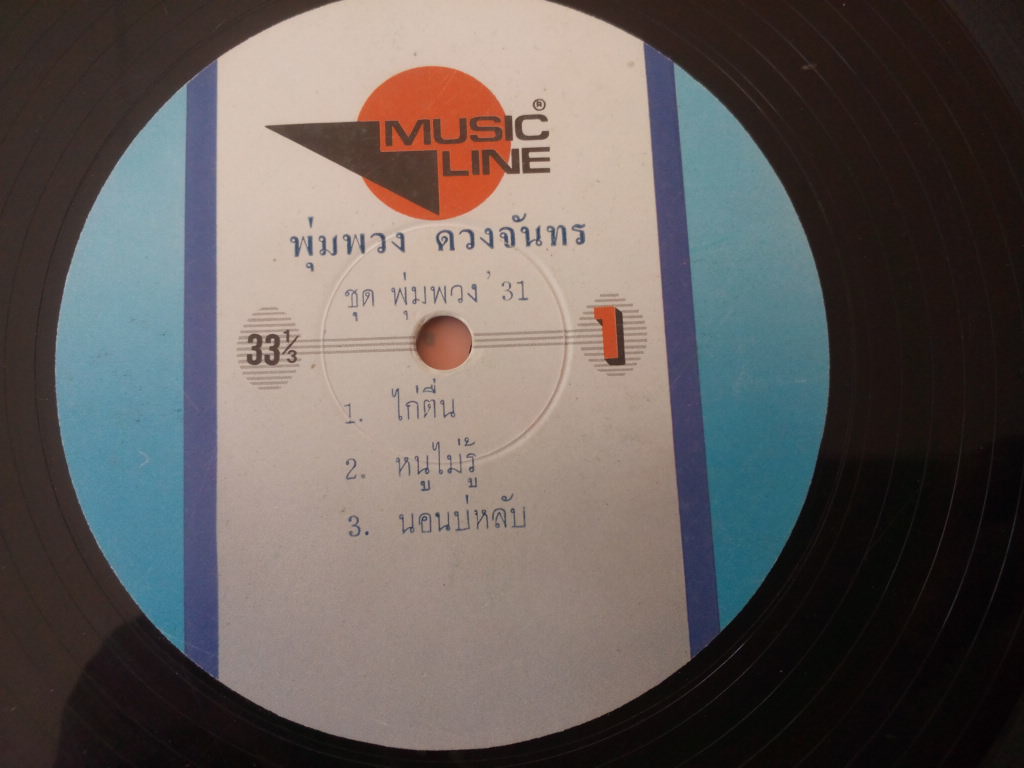 MUSIC ®
LINE
พุ่มพวง ดวงจันทร
ชุด พุ่มพวง '31
33⅓
1
1. ไก่ตื่น
2. หนูไม่รู้
3. นอนบ่หลับ